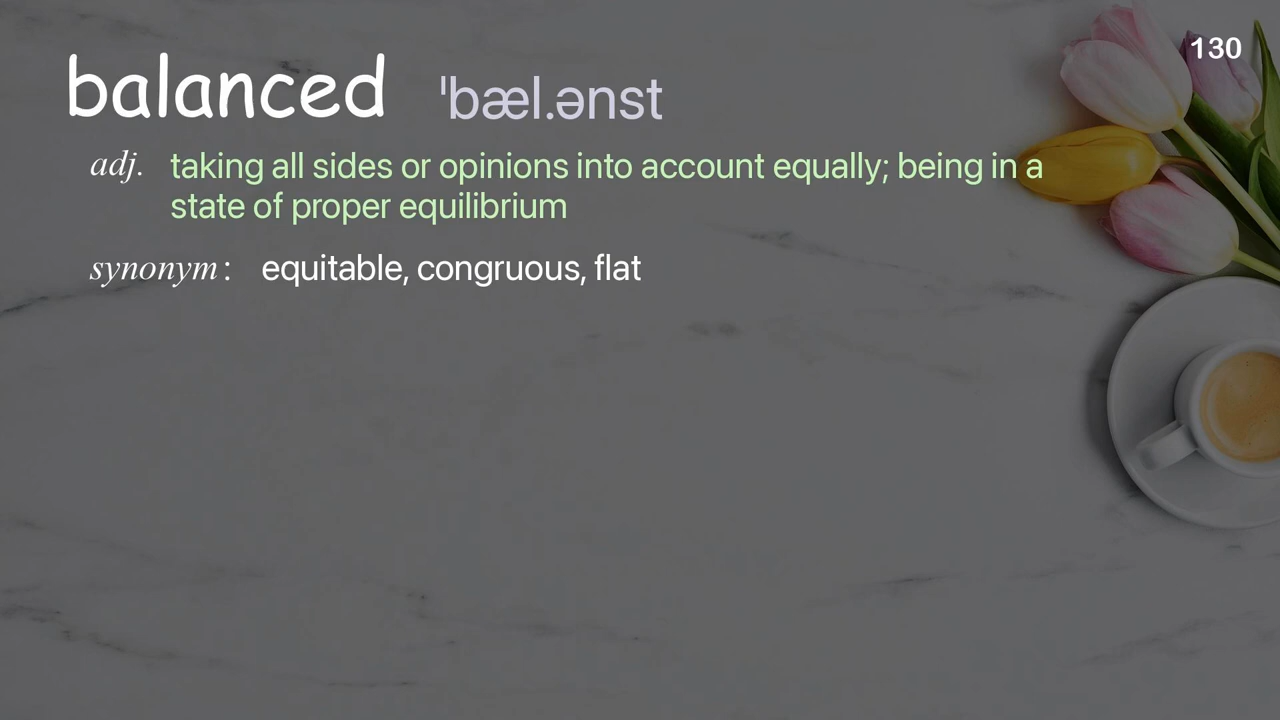 130
balanced ˈbæl.ənst
adj. taking all sides or opinions into account equally; being in a
state of proper equilibrium
synonym: equitable, congruous, flat